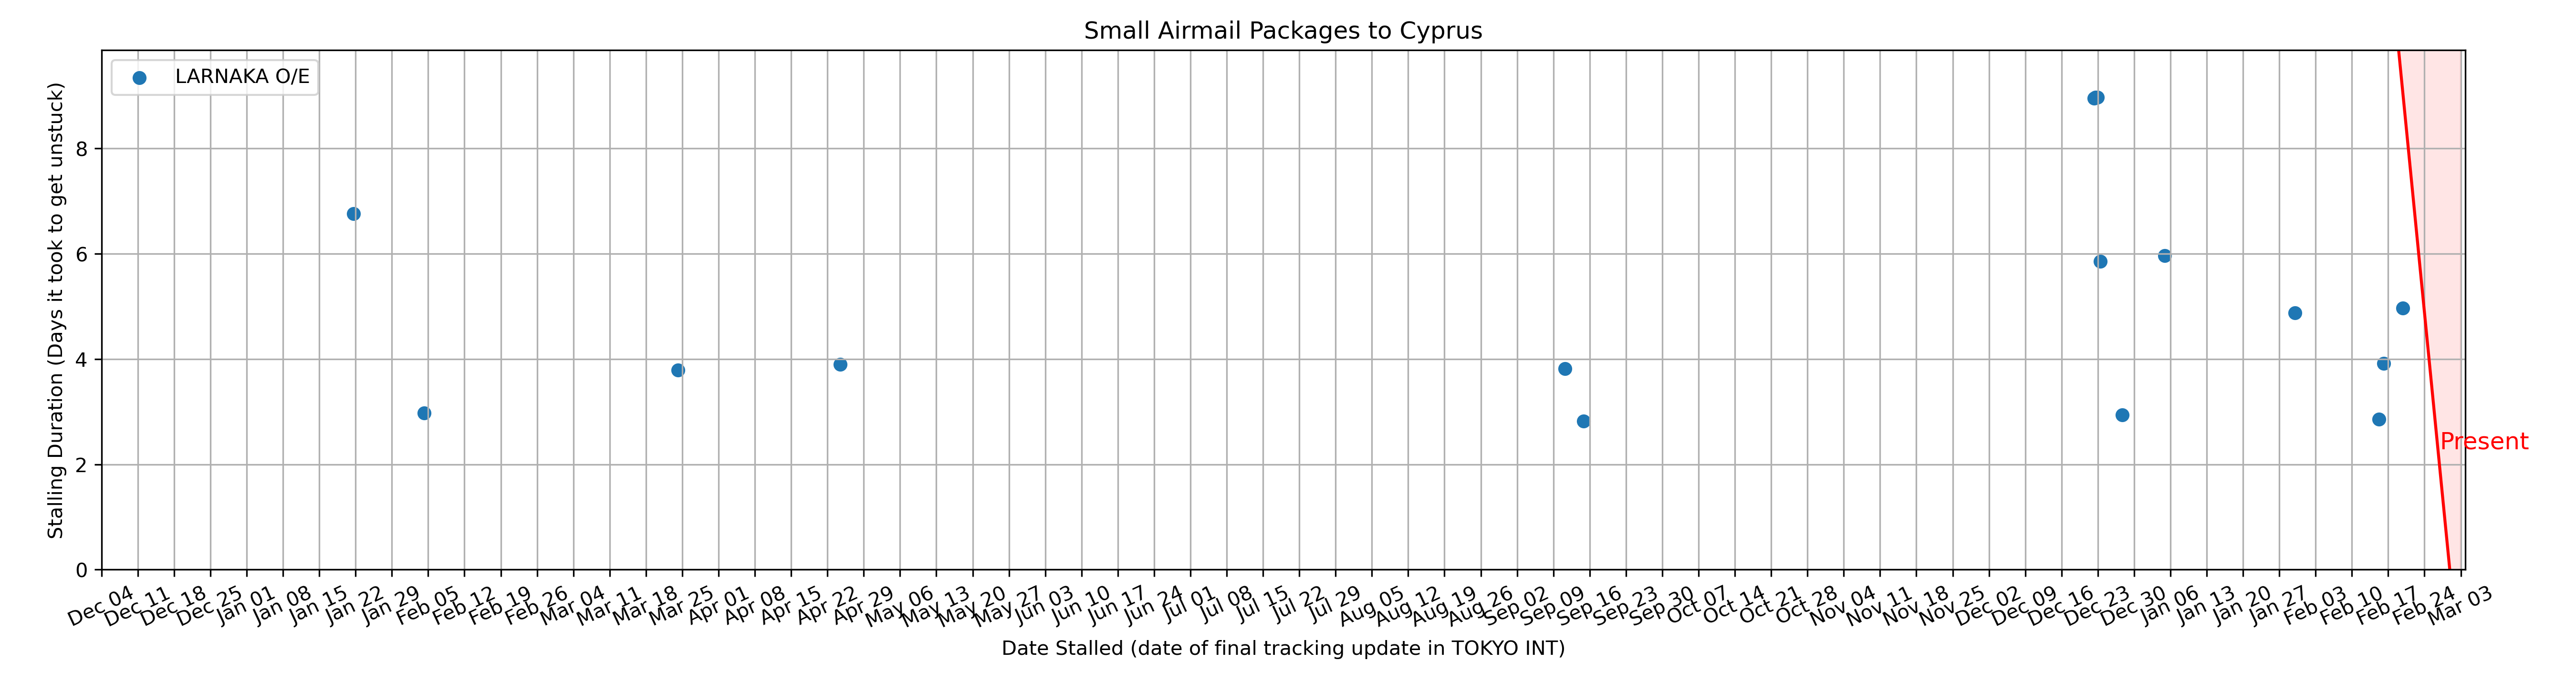 Small Airmail Packages to Cyprus
LARNAKA O/E
Stalling Duration (Days it took to get unstuck)
8
6
4
2
0
Present
Dec 04 Dec 11 Dec 18 Dec 25 Jan 01 Jan 08 Jan 15 Jan 22 Jan 29 Feb 05 Feb 12 Feb 19 Feb 26 Mar 04 Mar 11 Mar 18 Mar 25 Apr 01 Apr 08 Apr 15 Apr 22 Apr 29 May 06 May 13 May 20 May 27 Jun 03 Jun 10 Jun 17 Jun 24 Jul 01 Jul 08 Jul 15 Jul 22 Jul 29 Aug 05 Aug 12 Aug 19 Aug 26 Sep 02 Sep 09 Sep 16 Sep 23 Sep 30 Oct 07 Oct 14 Oct 21 Oct 28 Nov 04 Nov 11 Nov 18 Nov 25 Dec 02 Dec 09 Dec 16 Dec 23 Dec 30 Jan 06 Jan 13 Jan 20 Jan 27 Feb 03 Feb 10 Feb 17 Feb 24 Mar 03
Date Stalled (date of final tracking update in TOKYO INT)